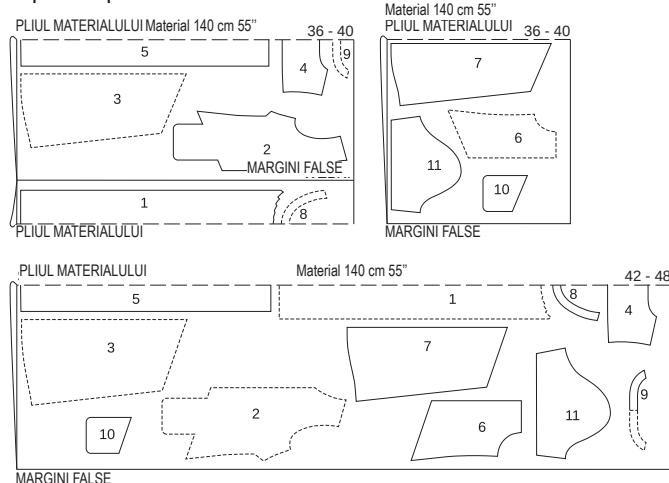 PLIUL MATERIALULUI Material 140 cm 55”
36 - 40
5
4
9
3
2
MARGINI FALSE
1
8
PLIUL MATERIALULUI
Material 140 cm 55”
PLIUL MATERIALULUI
36 - 40
7
6
11
10
MARGINI FALSE
PLIUL MATERIALULUI
Material 140 cm 55”
42 - 48
5
1
8
4
3
7
9
2
11
10
6
MARGINI FALSE